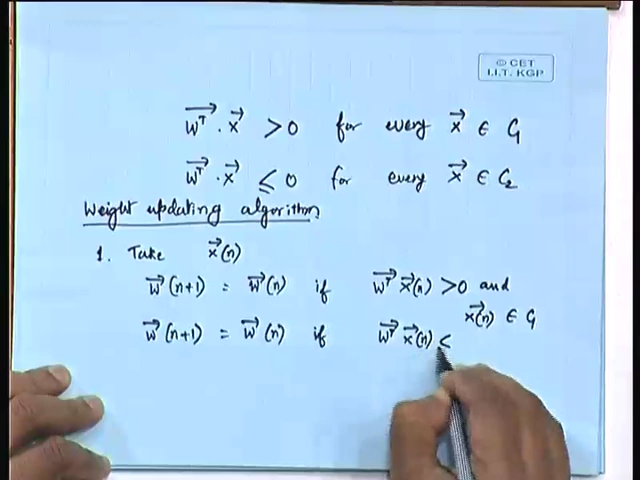 © CET
I.I.T. KGP
w⃗ᵀ · x⃗ > 0 for every x⃗ ∈ C₁
w⃗ᵀ · x⃗ ≤ 0 for every x⃗ ∈ C₂
Weight updating algorithm
1. Take x⃗(n)
w⃗(n+1) = w⃗(n) if w⃗ᵀ x⃗(n) > 0 and
x⃗(n) ∈ C₁
w⃗(n+1) = w⃗(n) if w⃗ᵀ x⃗(n) <